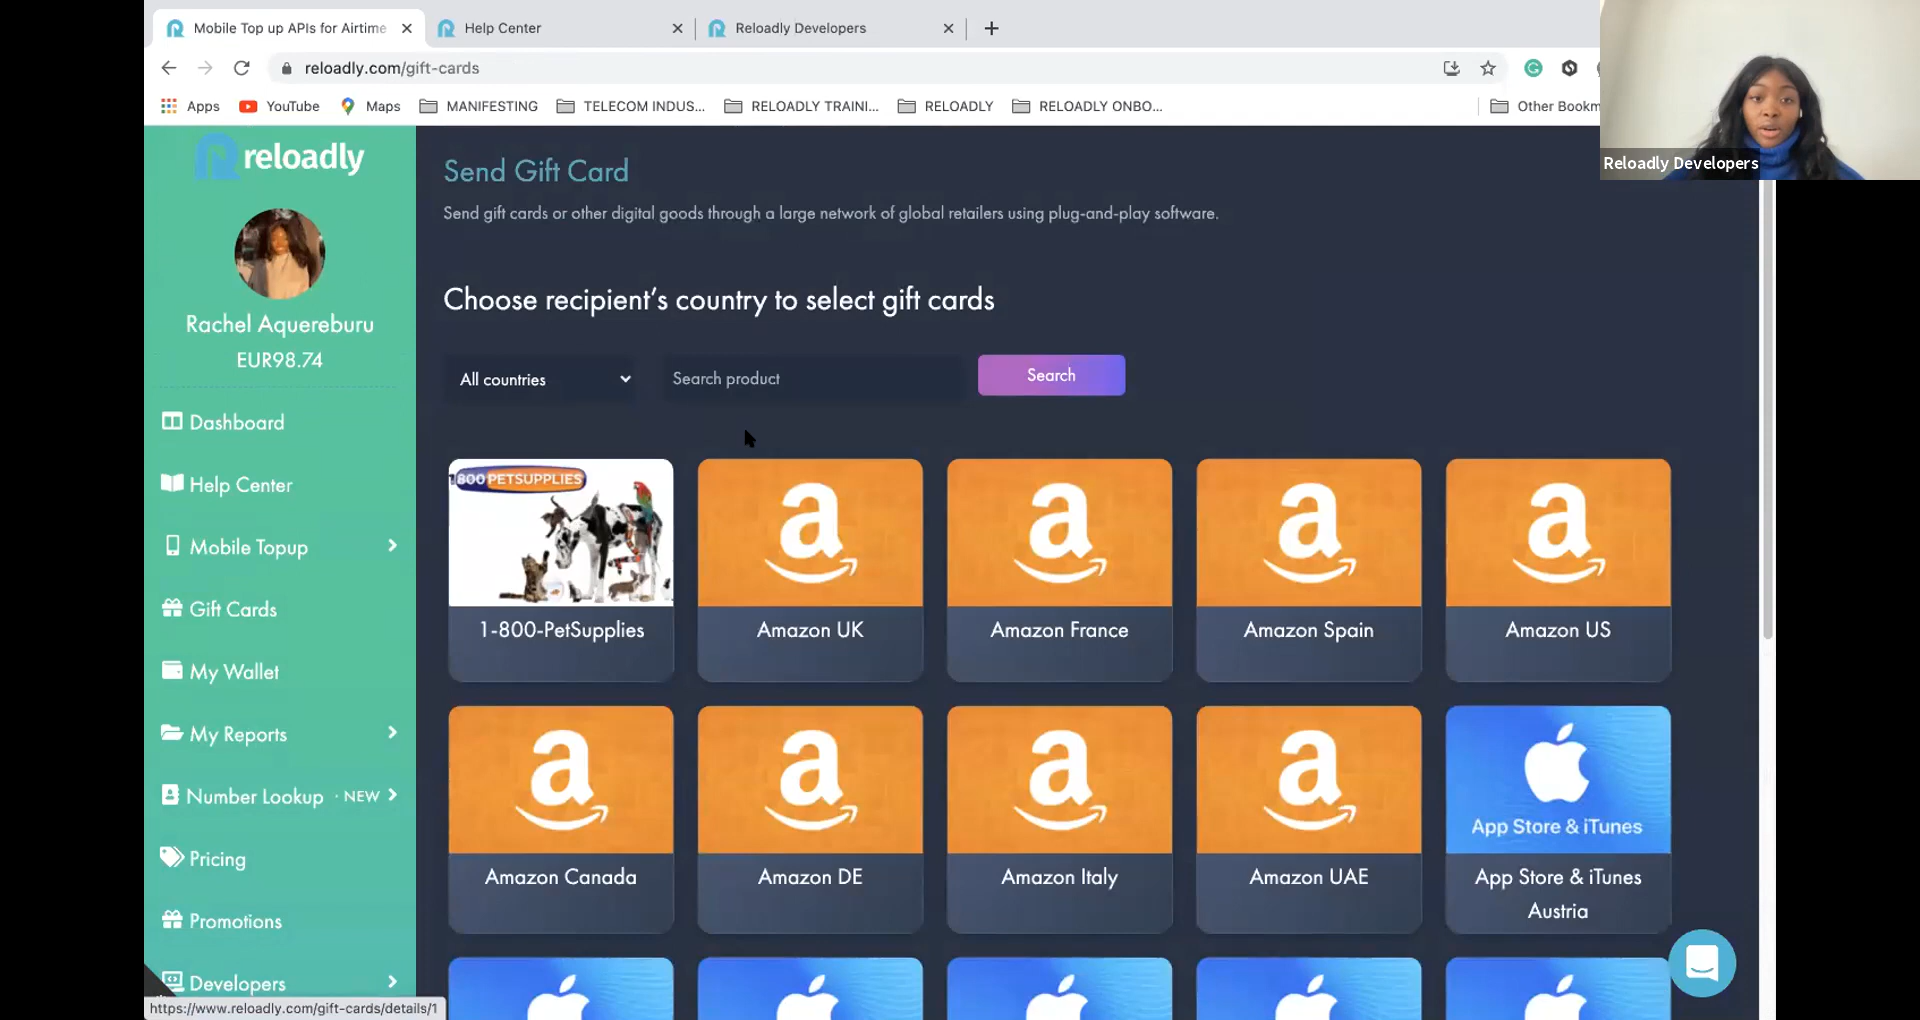 Mobile Top up APIs for Airtime
Help Center
Reloadly Developers
reloadly.com/gift-cards
Apps
YouTube
Maps
MANIFESTING
TELECOM INDUS...
RELOADLY TRAINI...
RELOADLY
RELOADLY ONBO...
Other Bookm
Reloadly Developers
reloadly
Rachel Aquereburu
EUR98.74
Dashboard
Help Center
Mobile Topup
Gift Cards
My Wallet
My Reports
Number Lookup · NEW
Pricing
Promotions
Developers
https://www.reloadly.com/gift-cards/details/1
Send Gift Card
Send gift cards or other digital goods through a large network of global retailers using plug-and-play software.
Choose recipient's country to select gift cards
All countries
Search product
Search
1800 PETSUPPLIES
1-800-PetSupplies
Amazon UK
Amazon France
Amazon Spain
Amazon US
Amazon Canada
Amazon DE
Amazon Italy
Amazon UAE
App Store & iTunes
App Store & iTunes
Austria